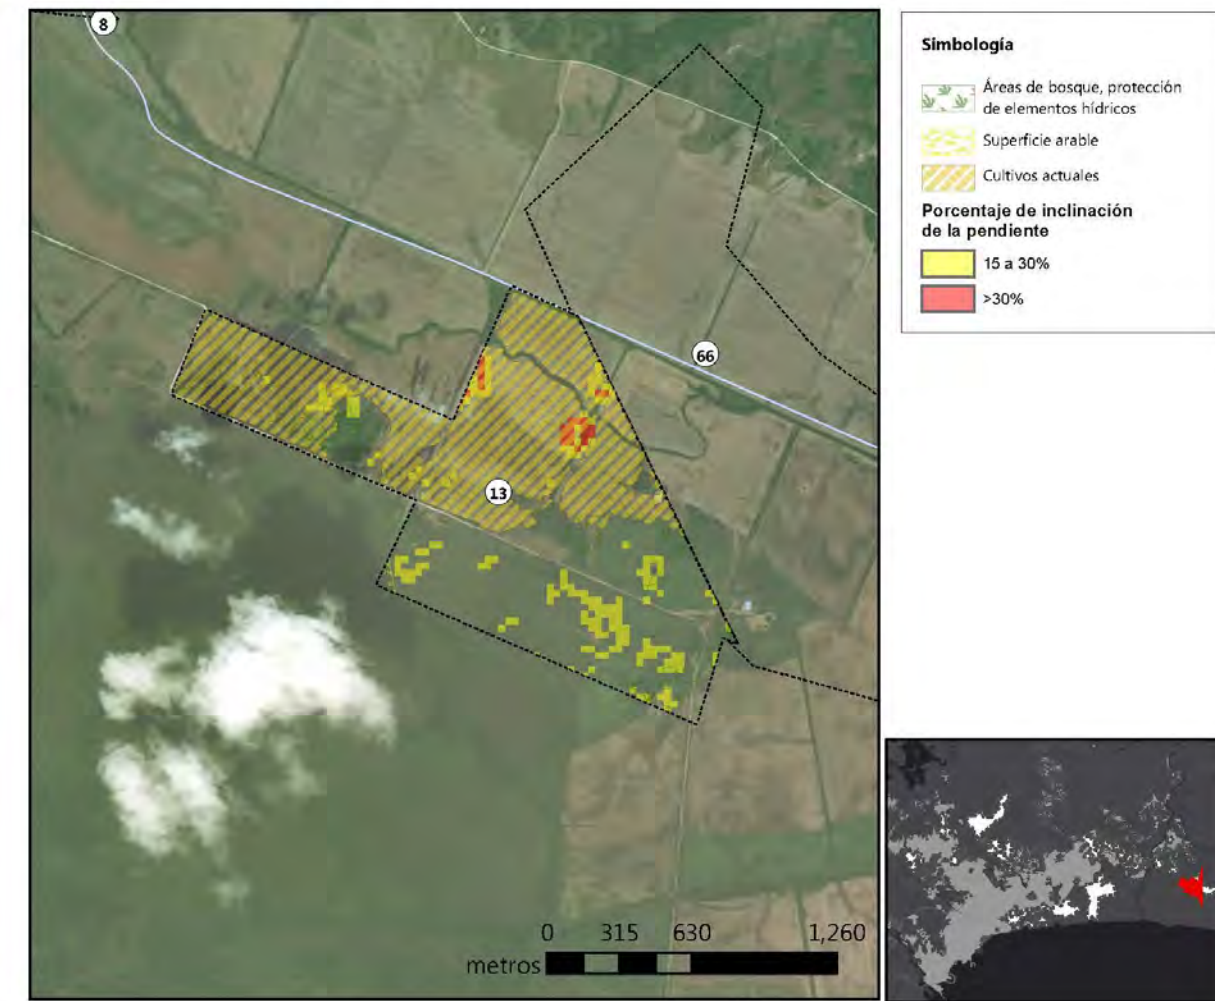 8
66
13
0 315 630 1,260
metros
Simbología
Áreas de bosque, protección
de elementos hídricos
Superficie arable
Cultivos actuales
Porcentaje de inclinación
de la pendiente
15 a 30%
>30%